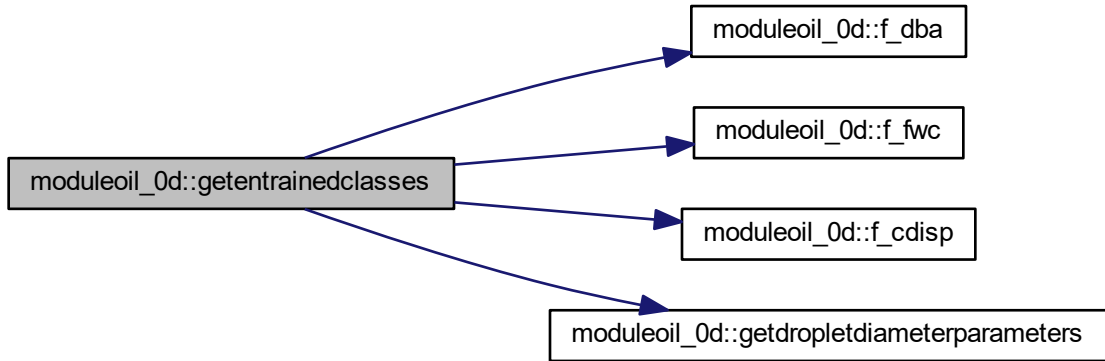 moduleoil_0d::f_dba
moduleoil_0d::f_fwc
moduleoil_0d::getentrainedclasses
moduleoil_0d::f_cdisp
moduleoil_0d::getdropletdiameterparameters